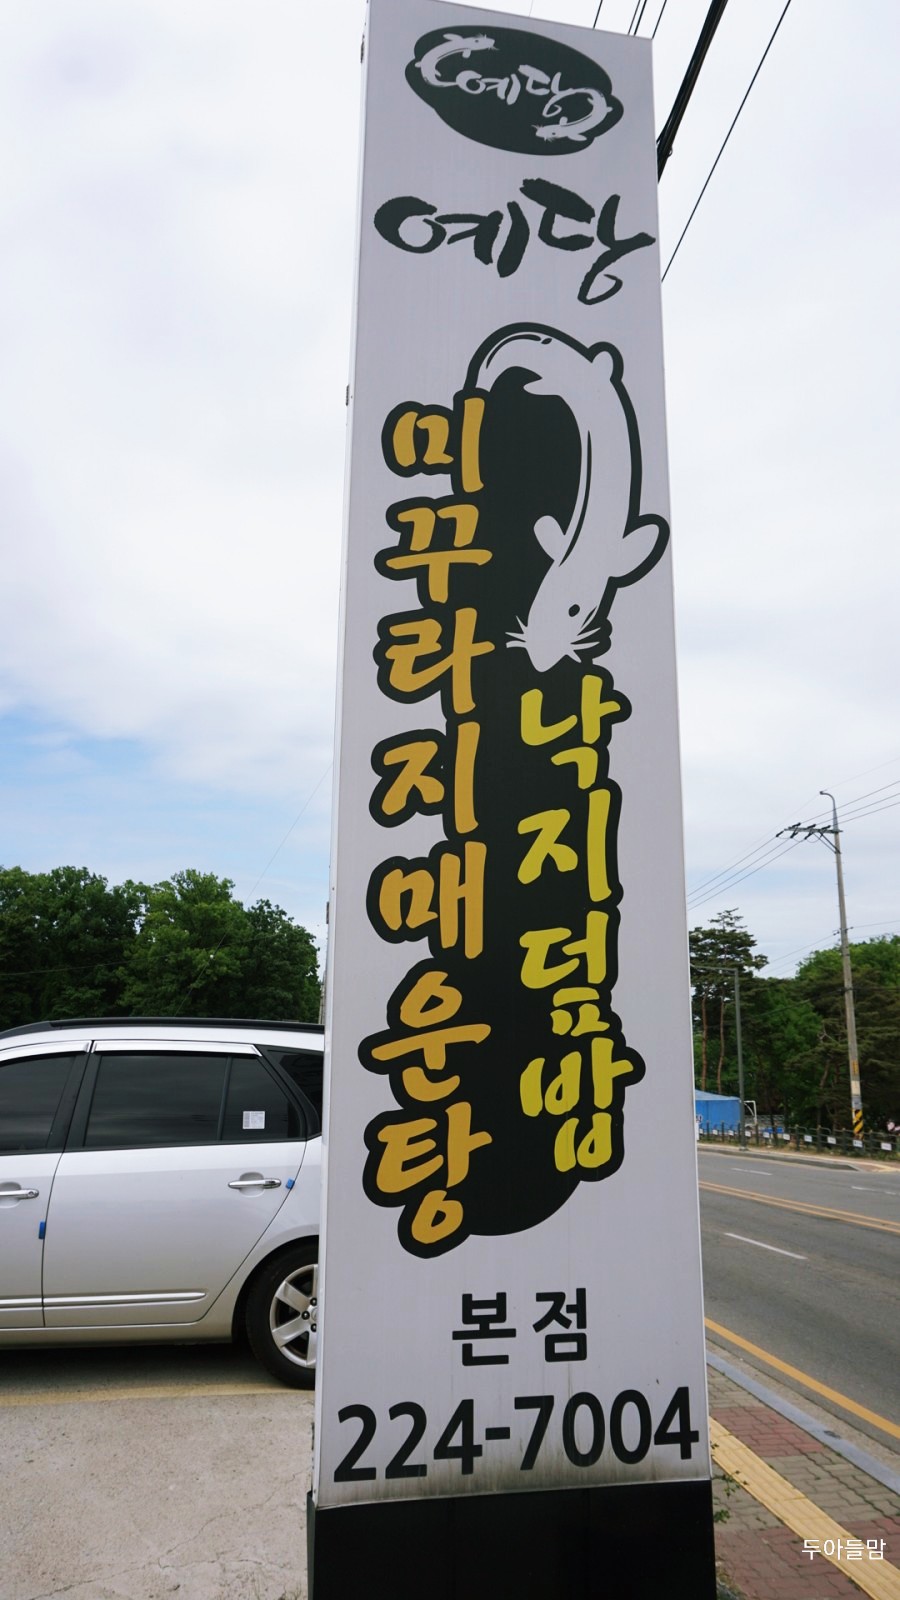 예당
예당
미꾸라지매운탕
낙지덮밥
본점
224-7004
두아들맘